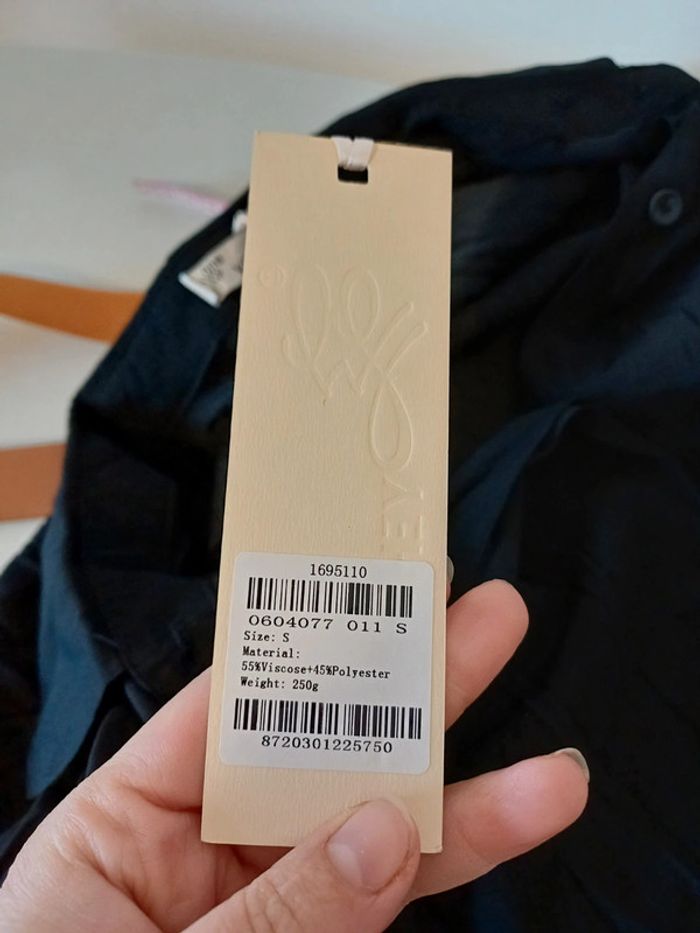 1695110
0604077 011 S
Size: S
Material:
55%Viscose+45%Polyester
Weight: 250g
8720301225750